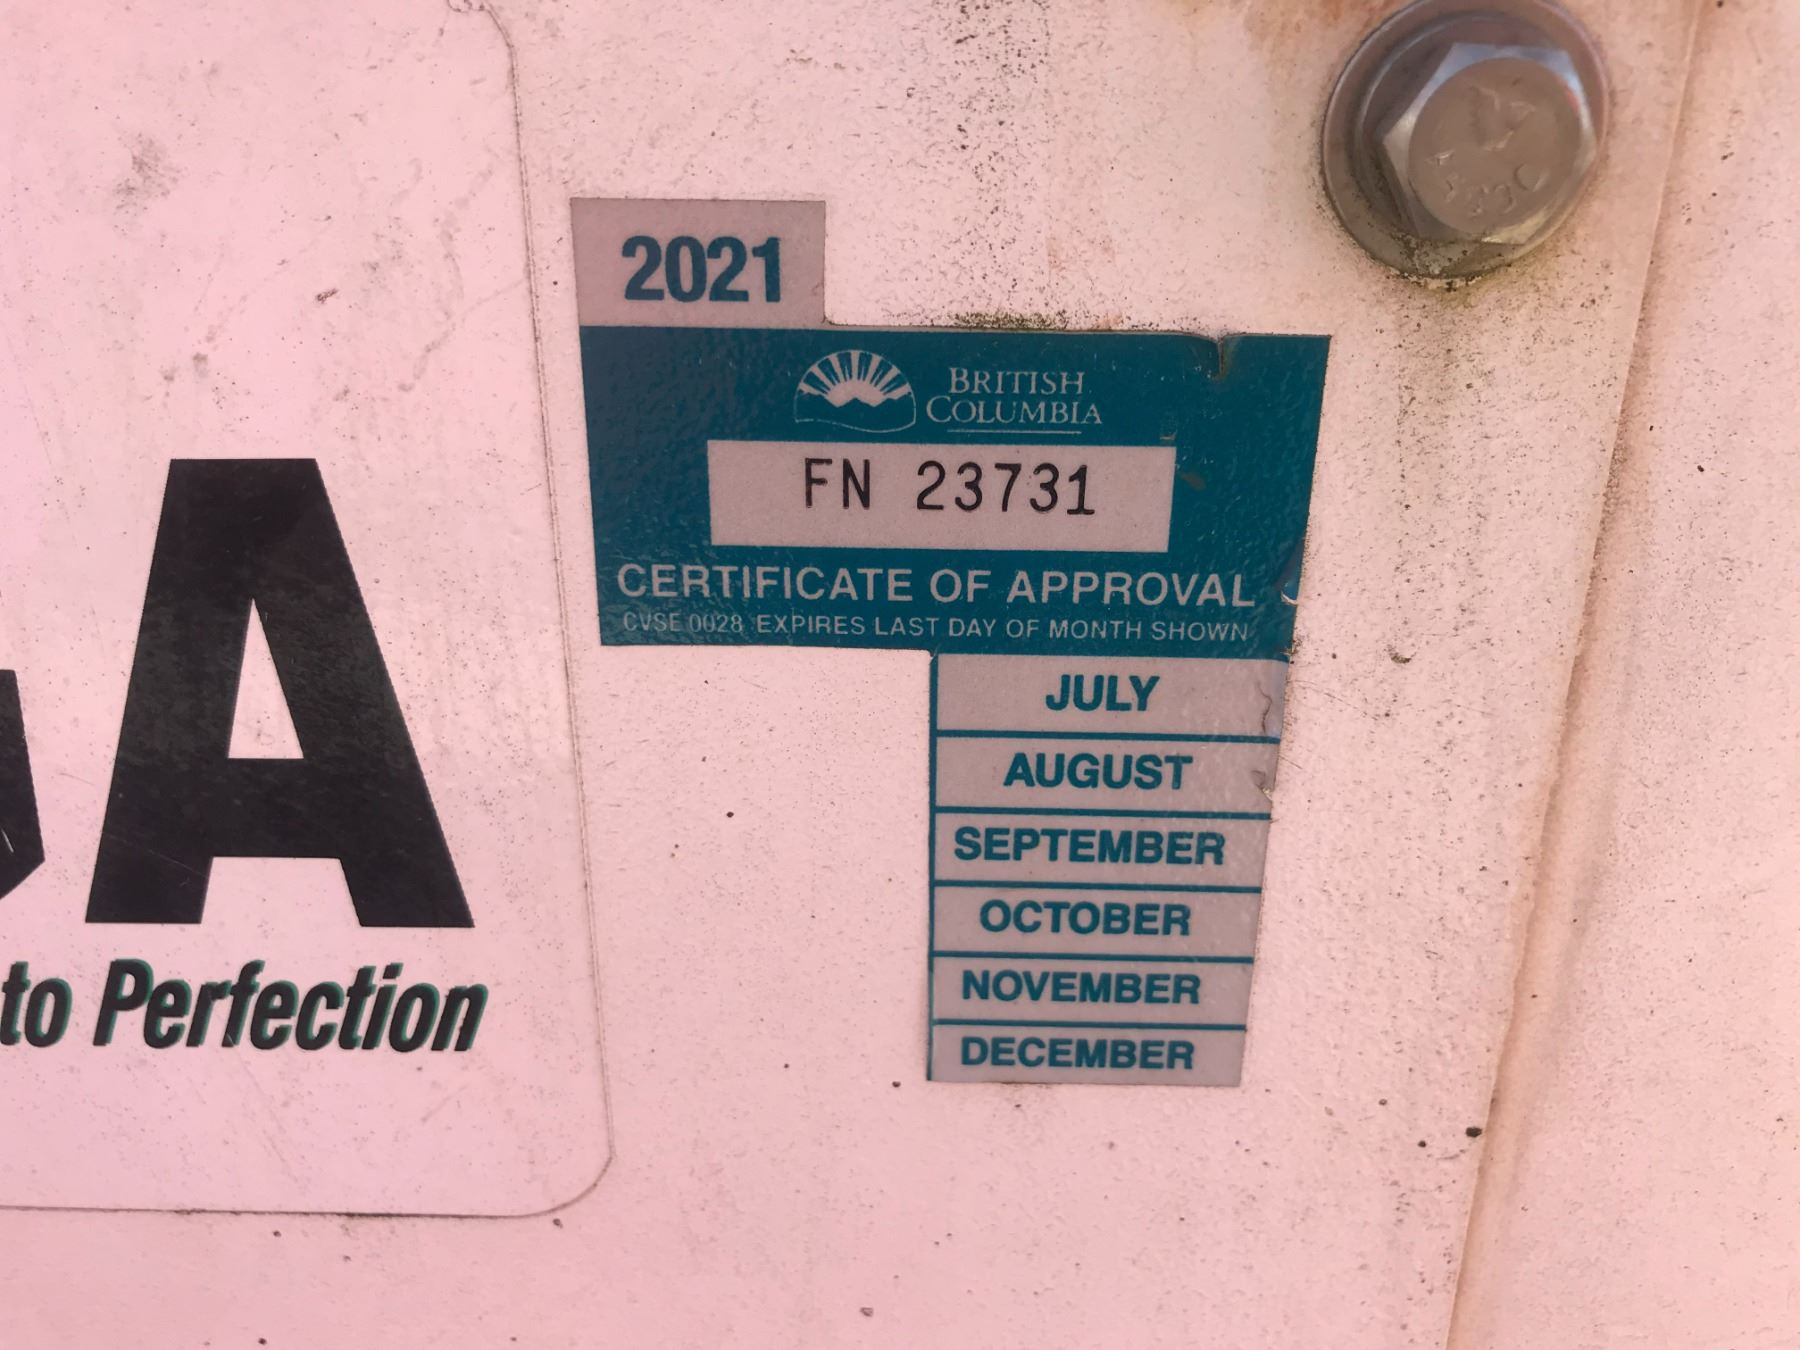 2021
BRITISH
COLUMBIA
FN 23731
CERTIFICATE OF APPROVAL
CVSE 0028 EXPIRES LAST DAY OF MONTH SHOWN
JULY
AUGUST
SEPTEMBER
OCTOBER
NOVEMBER
DECEMBER
A
to Perfection